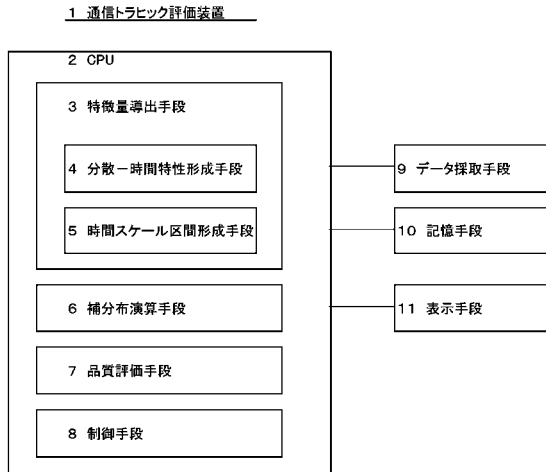 1 通信トラヒック評価装置
2 CPU
3 特徴量導出手段
4 分散－時間特性形成手段
5 時間スケール区間形成手段
6 補分布演算手段
7 品質評価手段
8 制御手段
9 データ採取手段
10 記憶手段
11 表示手段